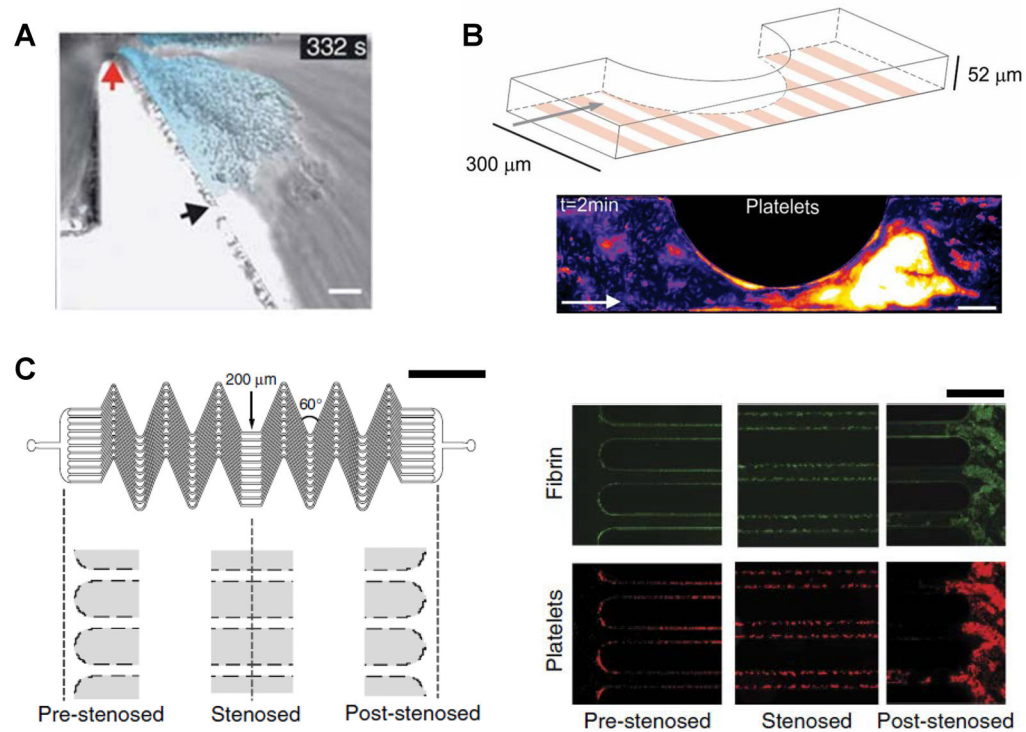 A
332 s
B
52 μm
300 μm
t=2min
Platelets
C
200 μm
60°
Pre-stenosed
Stenosed
Post-stenosed
Fibrin
Platelets
Pre-stenosed
Stenosed
Post-stenosed